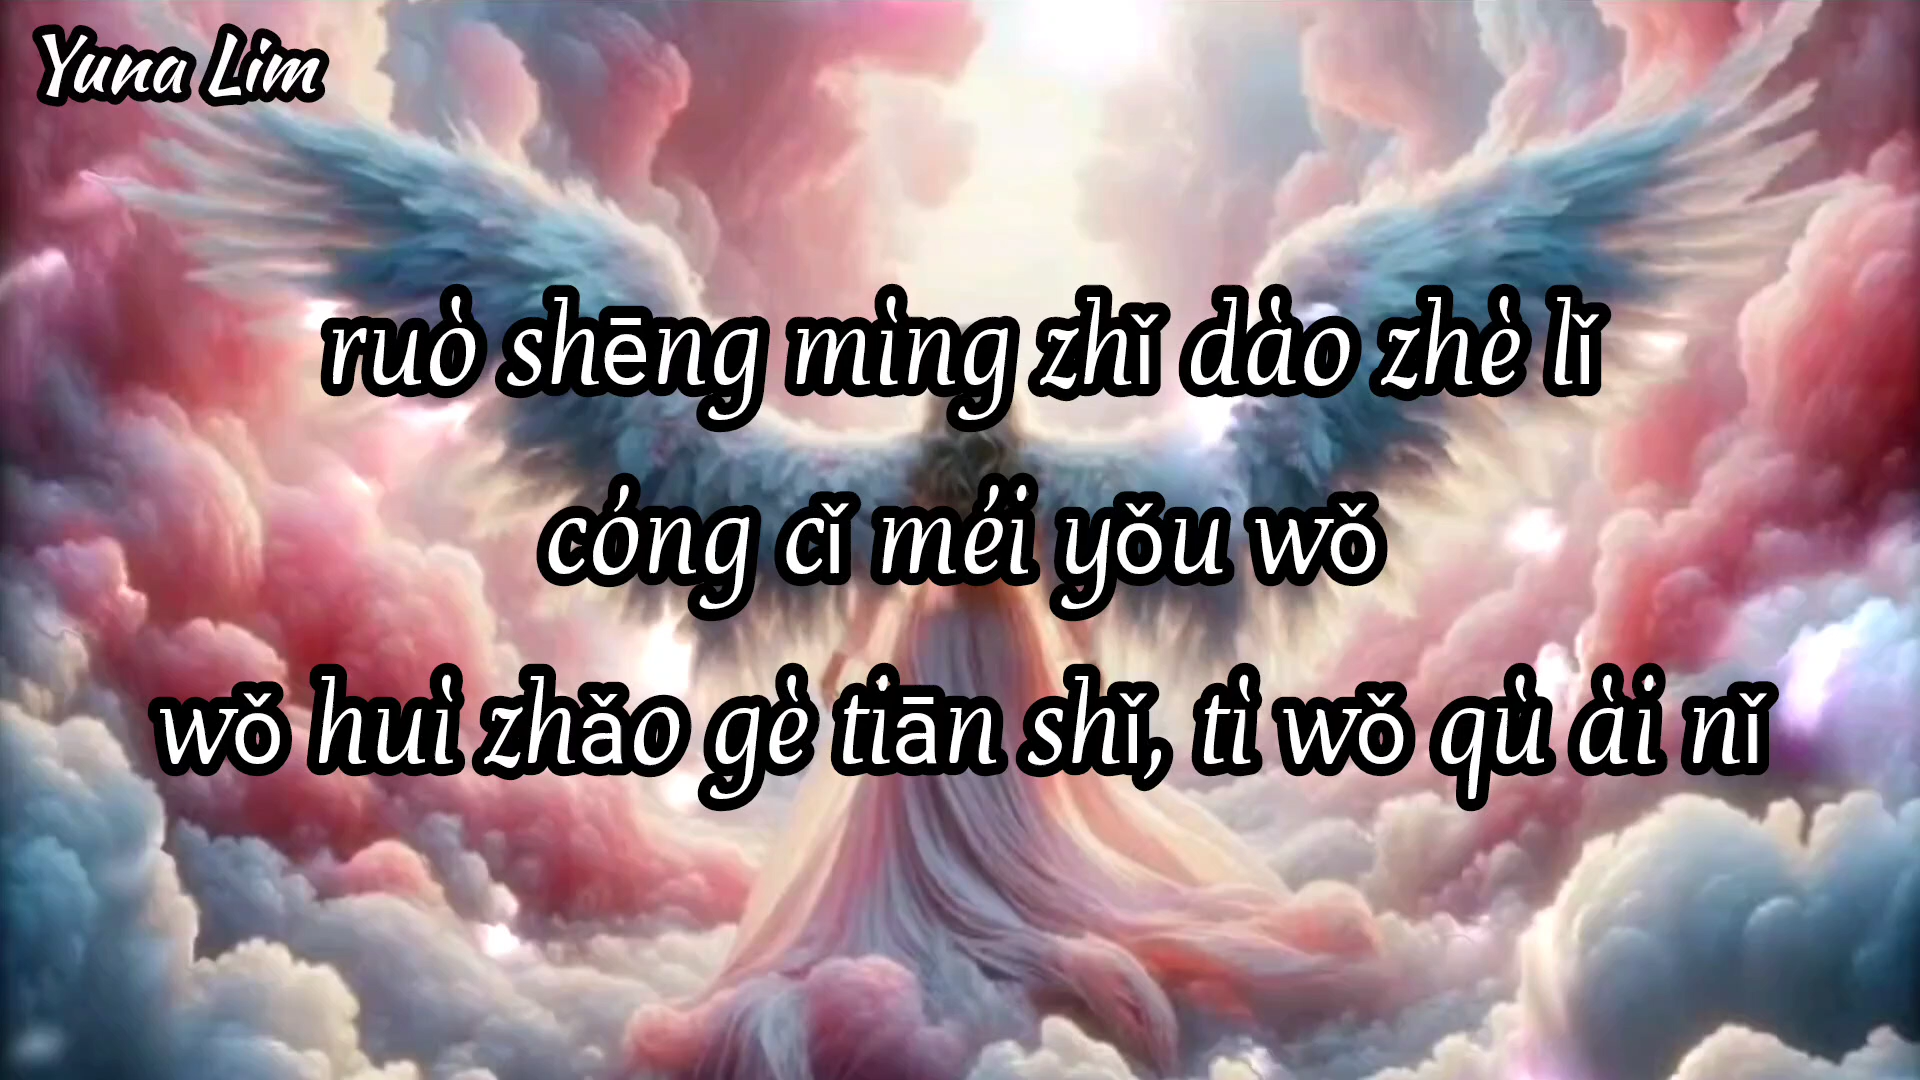 Yuna Lim
ruò shēng mìng zhǐ dào zhè lǐ
cóng cǐ méi yǒu wǒ
wǒ huì zhǎo gè tiān shǐ, tì wǒ qù ài nǐ